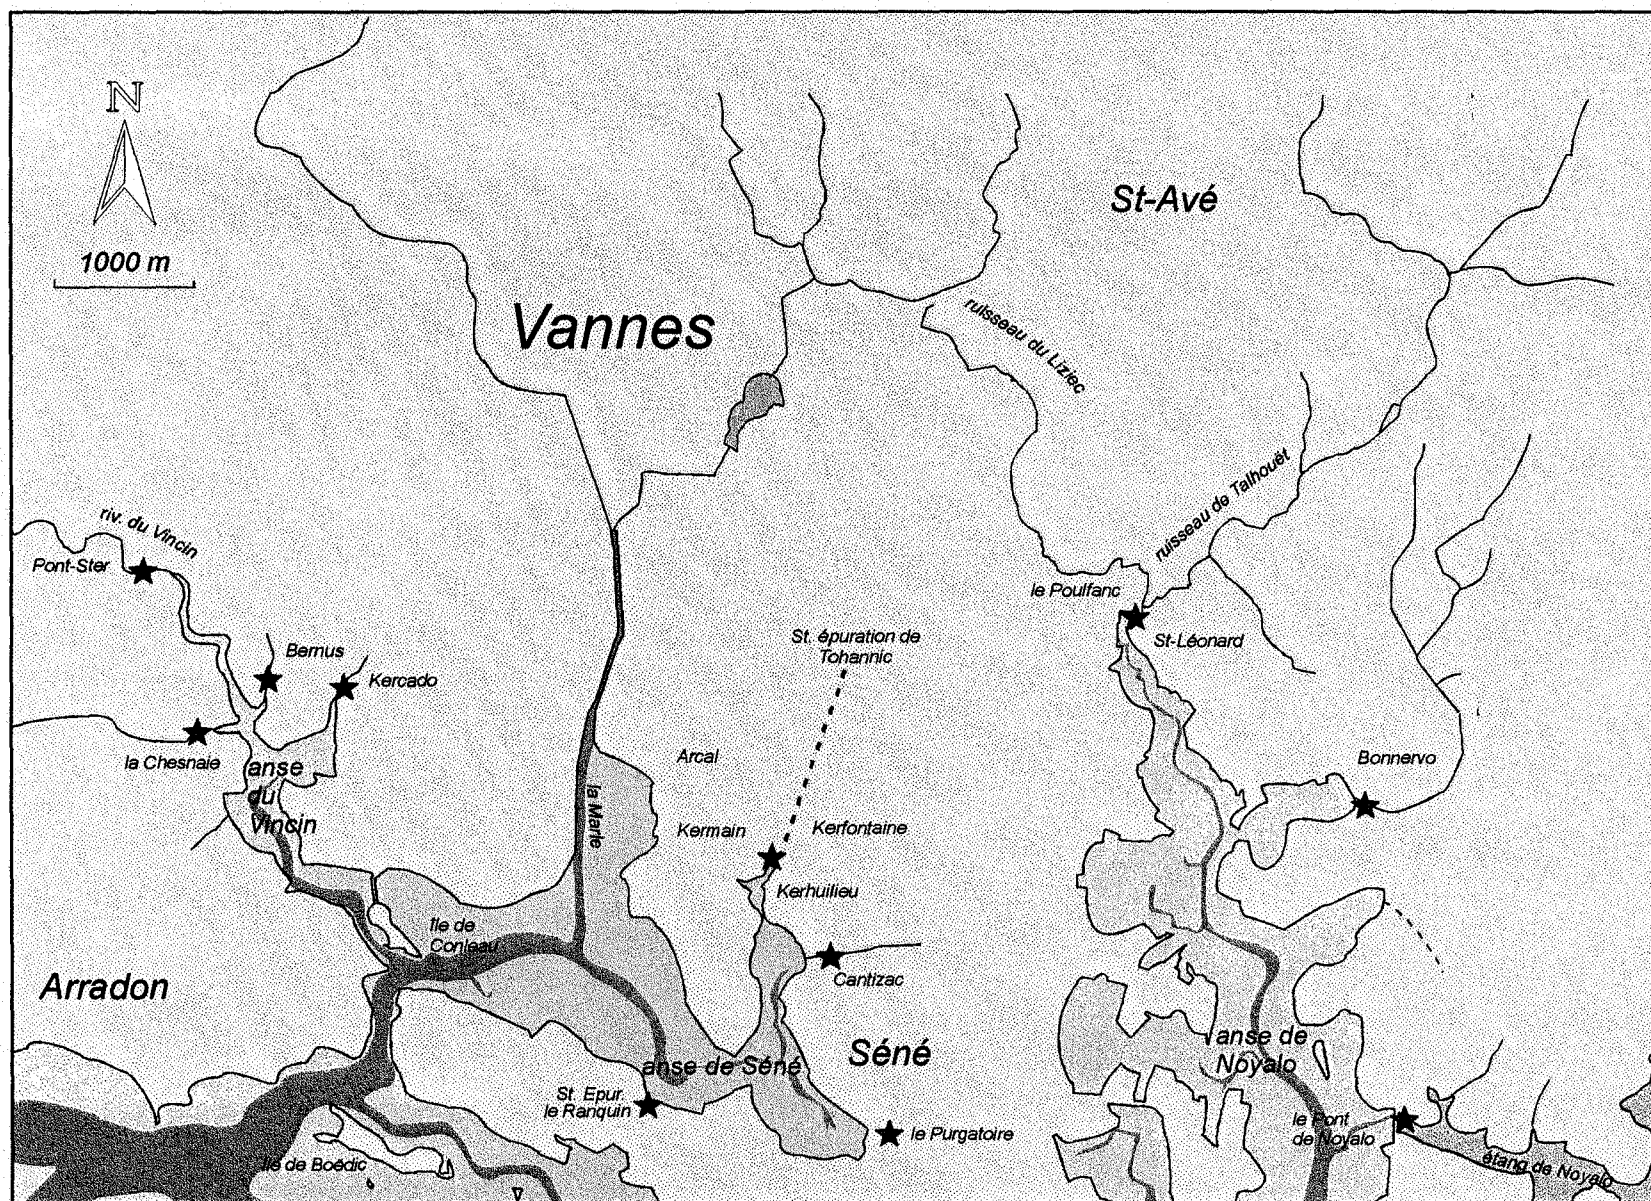 N
1000 m
St-Avé
Vannes
ruisseau du Liziec
ruisseau de Talhouët
riv. du Vincin
Pont-Ster
le Poulfanc
St-Léonard
Bernus
Kercado
St. épuration de
Tohannic
la Chesnaie
anse
du
Vincin
Arcal
Bonnervo
la Marle
Kermain
Kerfontaine
Kerhuilieu
Ile de
Conleau
Cantizac
Arradon
Séné
anse de Séné
anse de
Noyalo
St. Epur.
le Ranquin
le Purgatoire
le Pont
de Noyalo
étang de Noyalo
Ile de Boëdic